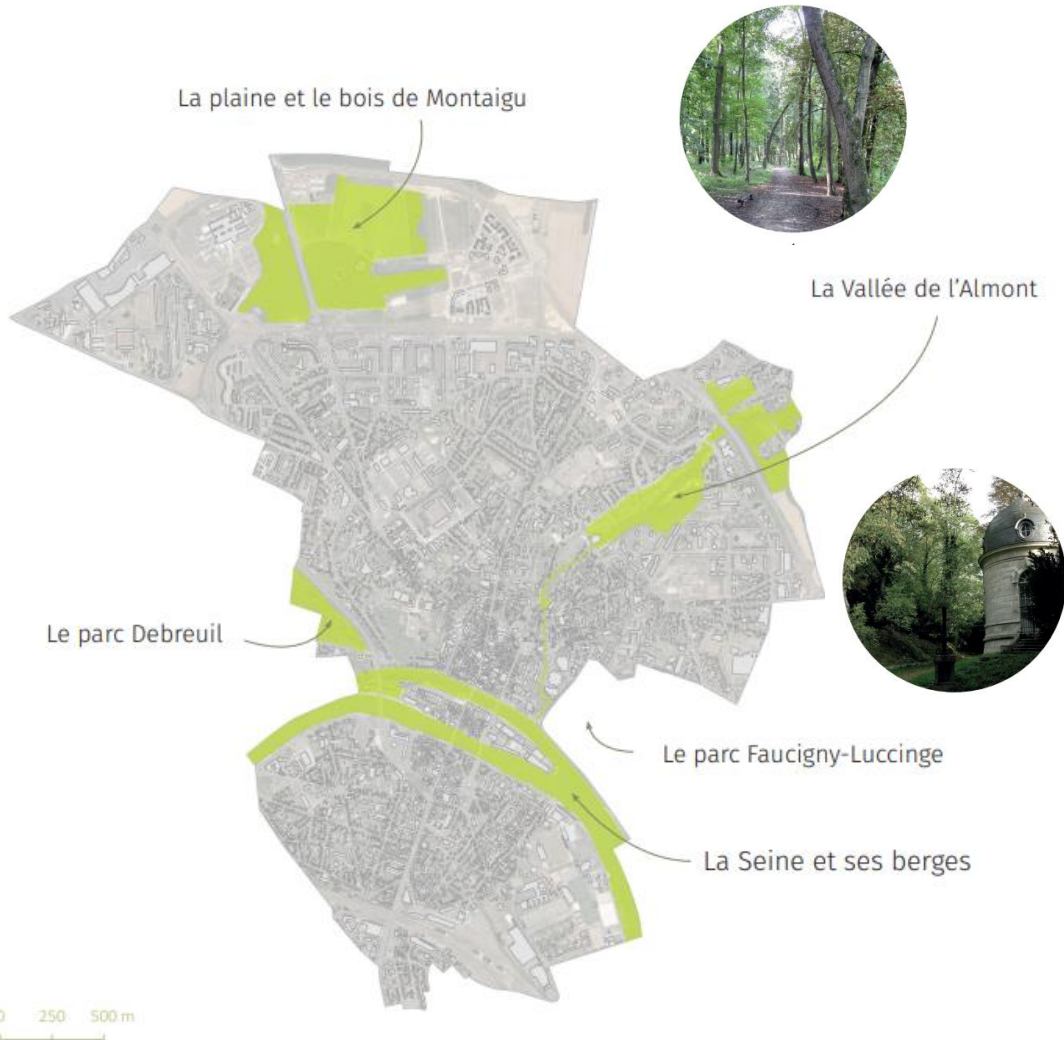 La plaine et le bois de Montaigu
La Vallée de l'Almont
Le parc Debreuil
Le parc Faucigny-Luccinge
La Seine et ses berges
0 250 500 m